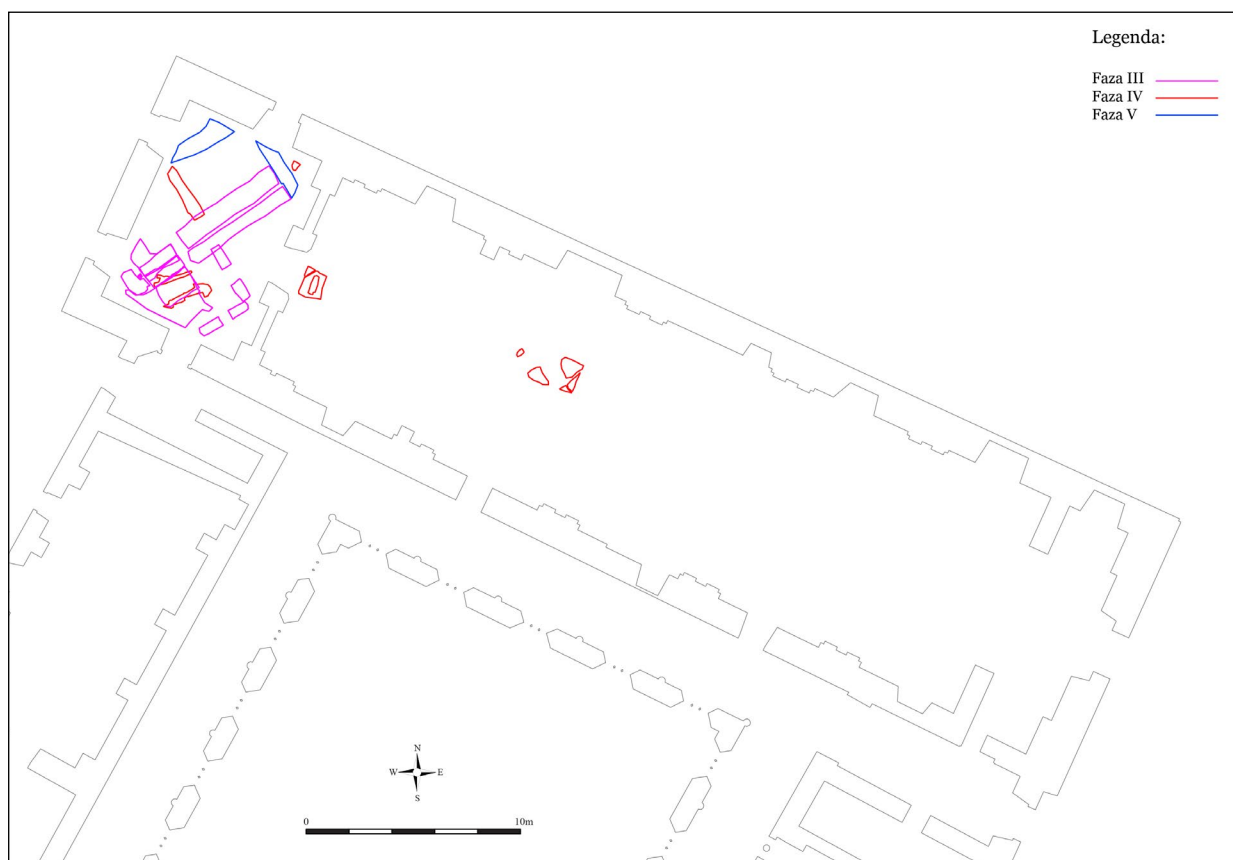 Legenda:
Faza III
Faza IV
Faza V
N
W E
S
0 10m